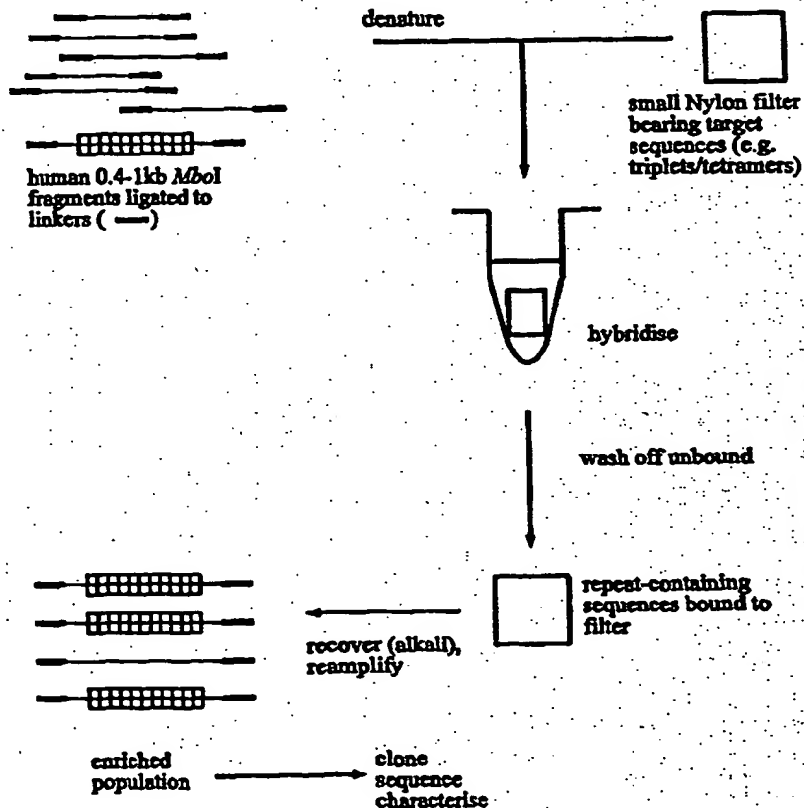 denature
small Nylon filter
bearing target
sequences (e.g.
triplets/tetramers)
human 0.4-1kb MboI
fragments ligated to
linkers ( )
hybridise
wash off unbound
repeat-containing
sequences bound to
filter
recover (alkali),
reamplify
enriched
population
clone
sequence
characterise